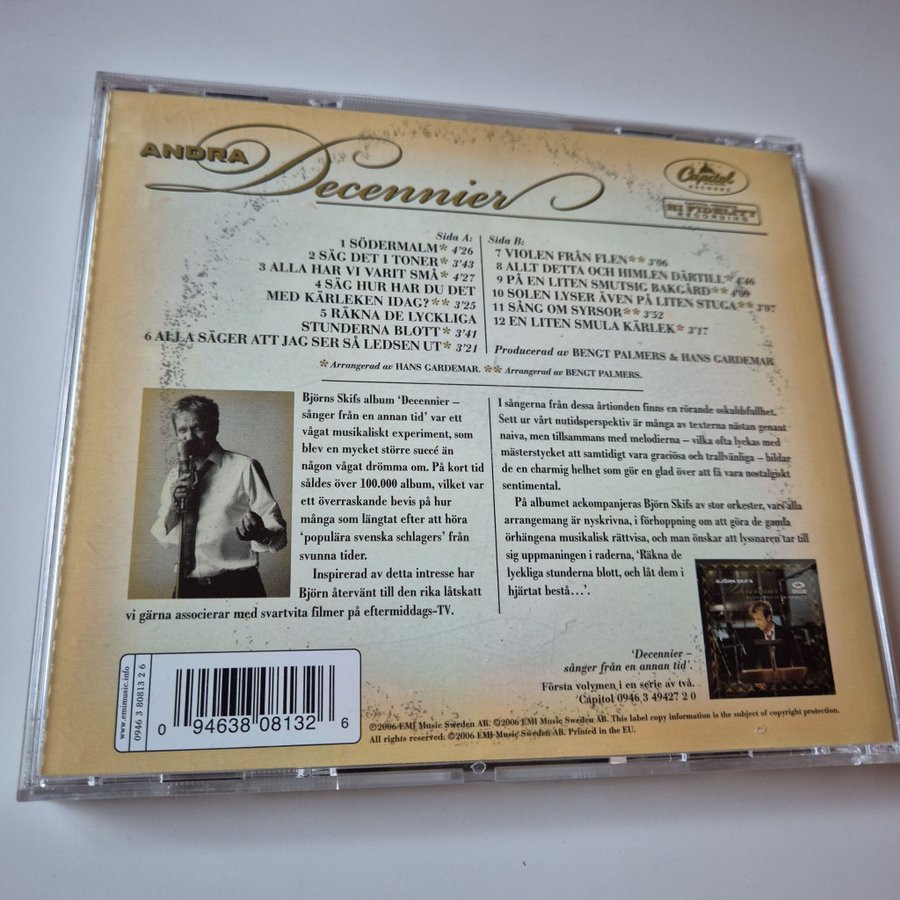 ANDRA
Decennier
Capitol
RECORDS
HI FIDELITY
RECORDING
Sida A:
1 SÖDERMALM* 4'26
2 SÄG DET I TONER* 3'43
3 ALLA HAR VI VARIT SMÅ* 4'27
4 SÄG HUR HAR DU DET
MED KÄRLEKEN IDAG?** 3'25
5 RÄKNA DE LYCKLIGA
STUNDERNA BLOTT* 3'41
6 ALLA SÄGER ATT JAG SER SÅ LEDSEN UT* 3'21
Sida B:
7 VIOLEN FRÅN FLEN** 3'06
8 ALLT DETTA OCH HIMLEN DÄRTILL* 4'46
9 PÅ EN LITEN SMUTSIG BAKGÅRD** 4'09
10 SOLEN LYSER ÄVEN PÅ LITEN STUGA** 3'07
11 SÅNG OM SYRSOR** 3'52
12 EN LITEN SMULA KÄRLEK* 3'17
Producerad av BENGT PALMERS & HANS GARDEMAR
* Arrangerad av HANS GARDEMAR. ** Arrangerad av BENGT PALMERS.
Björns Skifs album ‘Decennier –
sånger från en annan tid’ var ett
vågat musikaliskt experiment, som
blev en mycket större succé än
någon vågat drömma om. På kort tid
såldes över 100.000 album, vilket var
ett överraskande bevis på hur
många som längtat efter att höra
‘populära svenska schlagers’ från
svunna tider.
Inspirerad av detta intresse har
Björn återvänt till den rika låtskatt
vi gärna associerar med svartvita filmer på eftermiddags-TV.
I sångerna från dessa årtionden finns en rörande oskuldsfullhet.
Sett ur vårt nutidsperspektiv är många av texterna nästan genant
naiva, men tillsammans med melodierna – vilka ofta lyckas med
mästerstycket att samtidigt vara graciösa och trallvänliga – bildar
de en charmig helhet som gör en glad över att få vara nostalgiskt
sentimental.
På albumet ackompanjeras Björn Skifs av stor orkester, vars alla
arrangemang är nyskrivna, i förhoppning om att göra de gamla
örhängena musikalisk rättvisa, och man önskar att lyssnaren tar till
sig uppmaningen i raderna, ‘Räkna de
lyckliga stunderna blott, och låt dem i
hjärtat bestå…’.
BJÖRN SKIFS
Decennier
‘Decennier –
sånger från en annan tid’.
Första volymen i en serie av två.
Capitol 0946 3 49427 2 0
www.emimusic.info
0946 3 80813 2 6
0 94638 08132 6
℗2006 EMI Music Sweden AB. ©2006 EMI Music Sweden AB. This label copy information is the subject of copyright protection.
All rights reserved. ©2006 EMI Music Sweden AB. Printed in the EU.